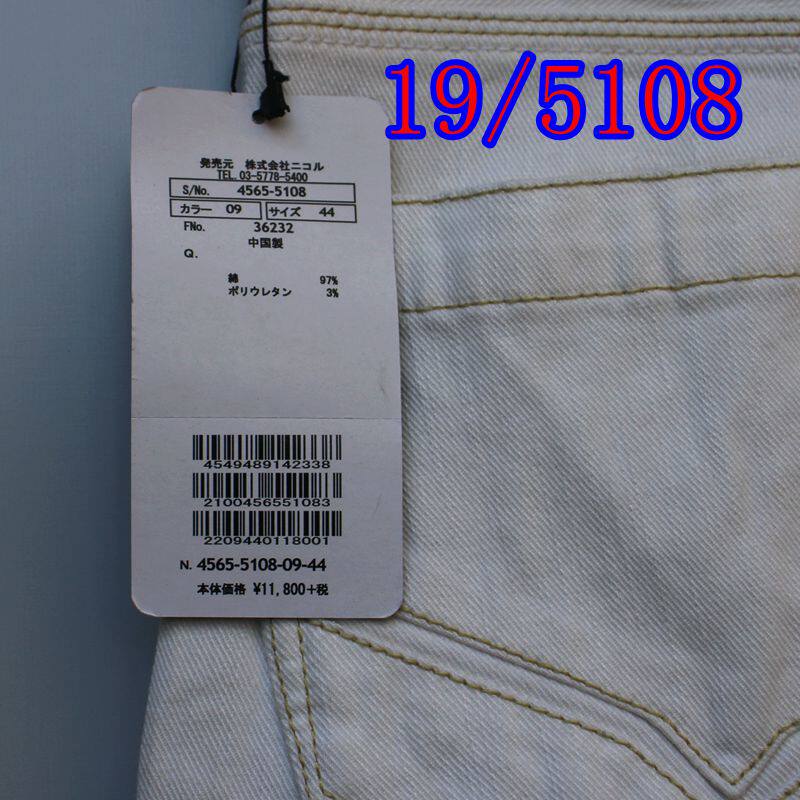 19/5108
発売元 株式会社ニコル
TEL. 03-5778-5400
S/No. 4565-5108
カラー 09 サイズ 44
FNo. 36232
中国製
Q.
綿 97%
ポリウレタン 3%
4549489142338
2100456551083
2209440118001
N. 4565-5108-09-44
本体価格 ¥11,800+税